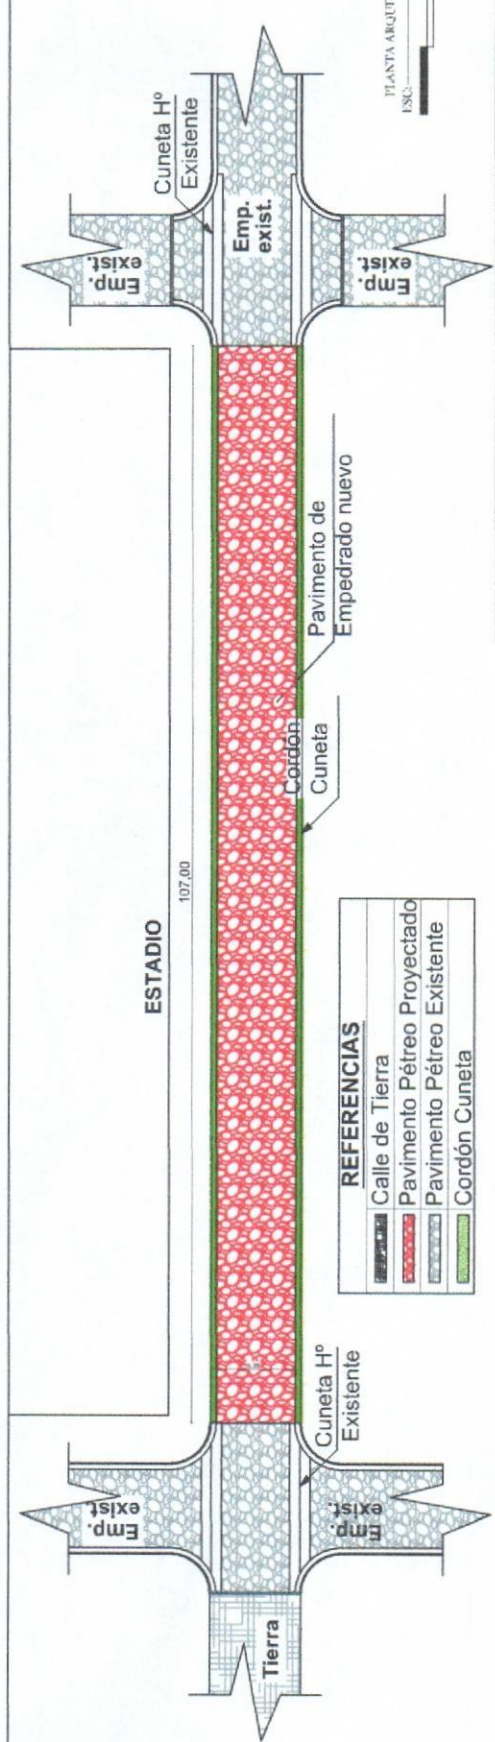 PLANTA ARQUI
ESC:
Cuneta Hº
Existente
Emp.
exist.
Emp.
exist.
Emp.
exist.
ESTADIO
107,00
Pavimento de
Empedrado nuevo
Cordón
Cuneta
REFERENCIAS
Calle de Tierra
Pavimento Pétreo Proyectado
Pavimento Pétreo Existente
Cordón Cuneta
Cuneta Hº
Existente
Emp.
exist.
Emp.
exist.
Tierra